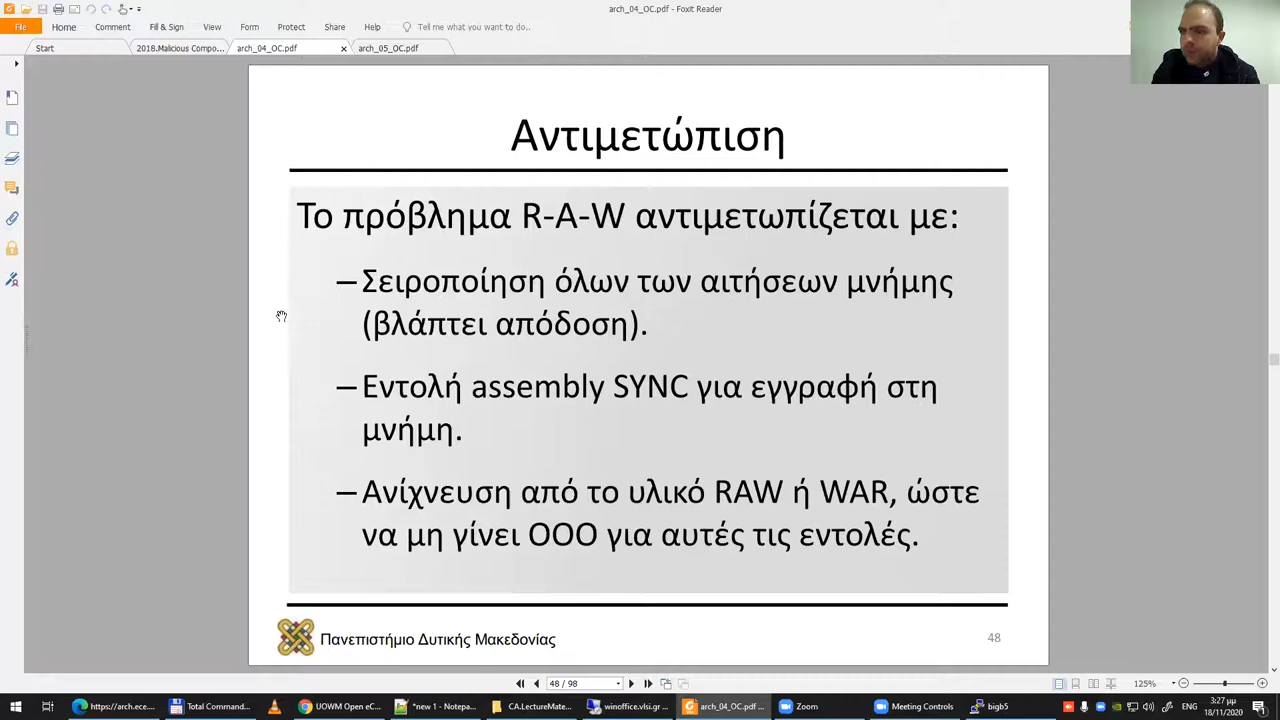 arch_04_OC.pdf - Foxit Reader
File Home Comment Fill & Sign View Form Protect Share Help Tell me what you want to do..
Start 2018.Malicious Compo... arch_04_OC.pdf arch_05_OC.pdf
Αντιμετώπιση
Το πρόβλημα R-A-W αντιμετωπίζεται με:
–Σειροποίηση όλων των αιτήσεων μνήμης
(βλάπτει απόδοση).
–Εντολή assembly SYNC για εγγραφή στη
μνήμη.
–Ανίχνευση από το υλικό RAW ή WAR, ώστε
να μη γίνει ΟΟΟ για αυτές τις εντολές.
Πανεπιστήμιο Δυτικής Μακεδονίας
48
48 / 98
125%
https://arch.ece.... Total Command... UOWM Open eC... *new 1 - Notepa... CA.LectureMate... winoffice.vlsi.gr ... arch_04_OC.pdf ... Zoom Meeting Controls bigb5
3:27 μμ
18/11/2020